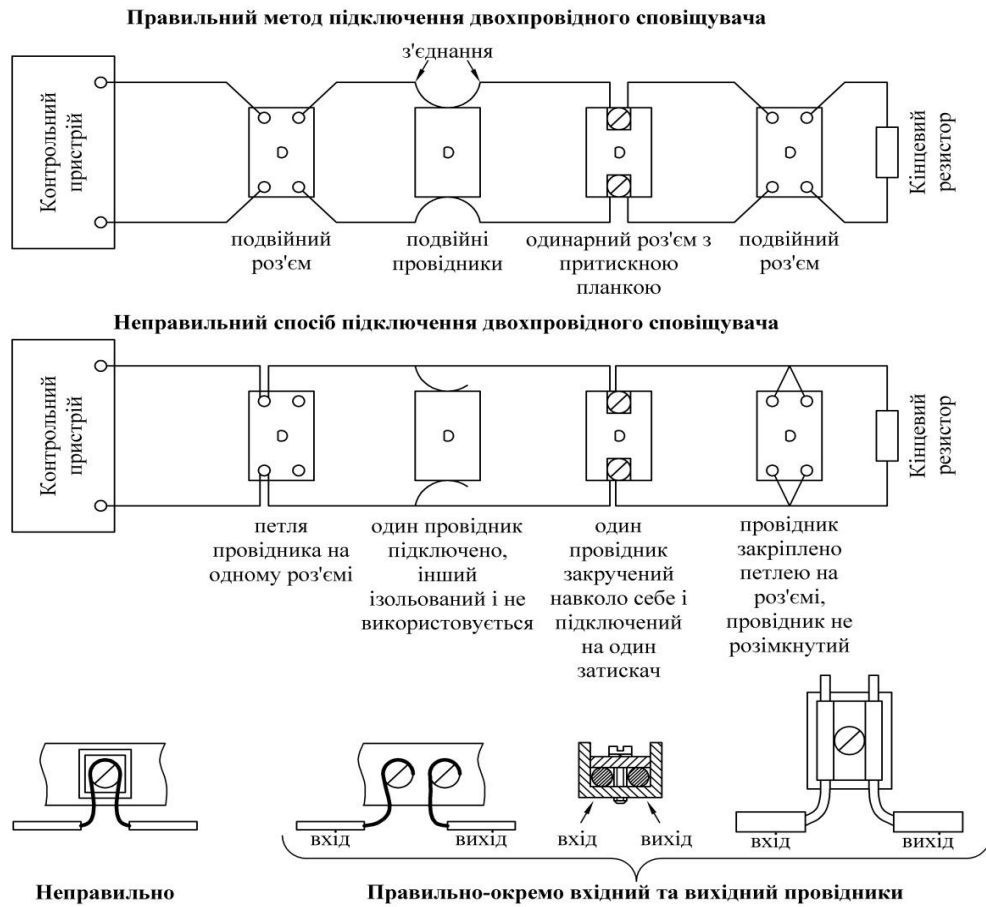 Правильний метод підключення двохпровідного сповіщувача
з'єднання
Контрольний
пристрій
D
D
D
D
Кінцевий
резистор
подвійний
роз'єм
подвійні
провідники
одинарний роз'єм з
притискною
планкою
подвійний
роз'єм
Неправильний спосіб підключення двохпровідного сповіщувача
Контрольний
пристрій
D
D
D
D
Кінцевий
резистор
петля
провідника на
одному роз'ємі
один провідник
підключено,
інший
ізольований і не
використовується
один
провідник
закручений
навколо себе і
підключений
на один
затискач
провідник
закріплено
петлею на
роз'ємі,
провідник не
розімкнутий
вхід
вихід
вхід
вихід
вхід
вихід
Неправильно
Правильно-окремо вхідний та вихідний провідники